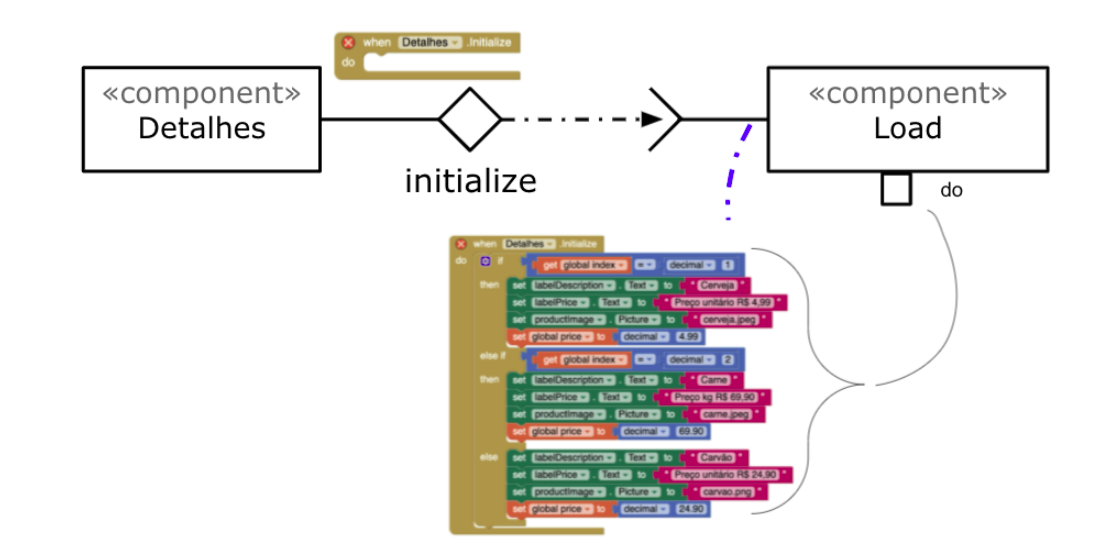 when Detalhes .Initialize
do
«component»
Detalhes
initialize
«component»
Load
do
when Detalhes .Initialize
do if get global index = decimal 1
then set labelDescription . Text to " Cerveja "
set labelPrice . Text to " Preço unitário R$ 4,99 "
set productImage . Picture to " cerveja.jpeg "
set global price to decimal 4.99
else if get global index = decimal 2
then set labelDescription . Text to " Carne "
set labelPrice . Text to " Preço kg R$ 69,90 "
set productImage . Picture to " carne.jpeg "
set global price to decimal 69.90
else set labelDescription . Text to " Carvão "
set labelPrice . Text to " Preço unitário R$ 24,90 "
set productImage . Picture to " carvao.png "
set global price to decimal 24.90